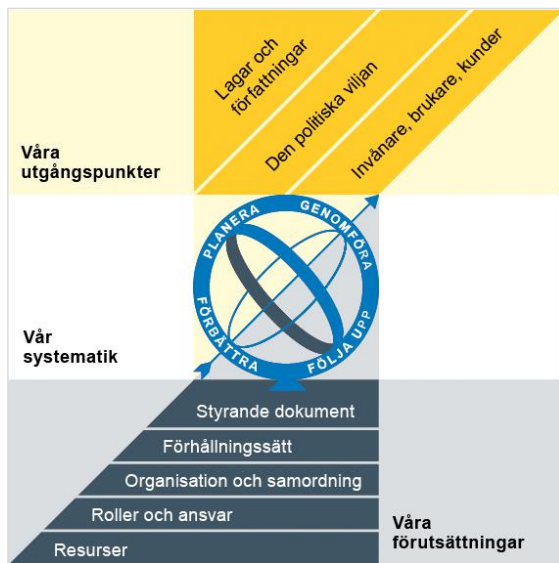 Lagar och
författningar
Den politiska viljan
Invånare, brukare, kunder
Våra
utgångspunkter
PLANERA
GENOMFÖRA
FÖLJA UPP
FÖRBÄTTRA
Vår
systematik
Styrande dokument
Förhållningssätt
Organisation och samordning
Roller och ansvar
Resurser
Våra
förutsättningar